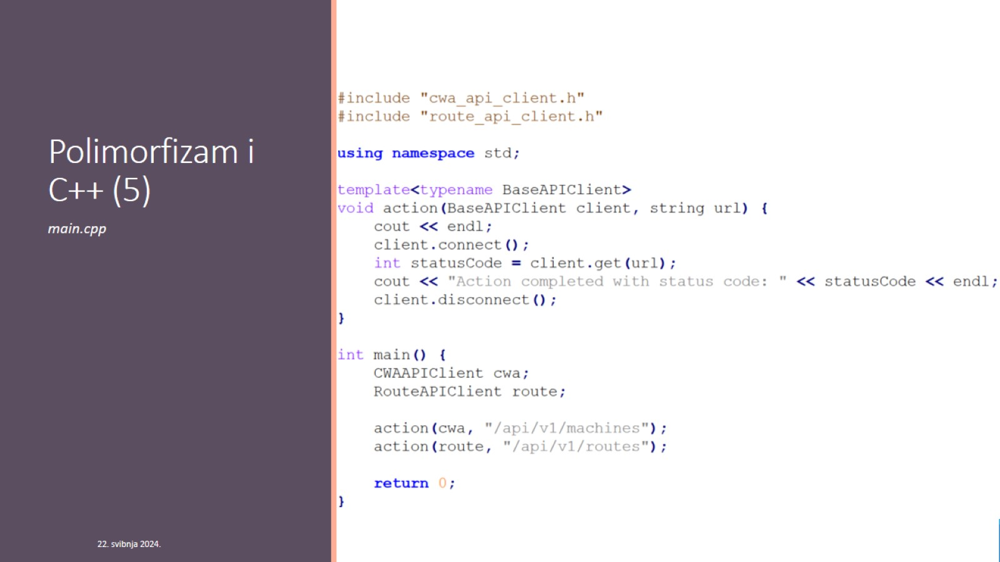 Polimorfizam i
C++ (5)
main.cpp
22. svibnja 2024.
#include "cwa_api_client.h"
#include "route_api_client.h"
using namespace std;
template<typename BaseAPIClient>
void action(BaseAPIClient client, string url) {
    cout << endl;
    client.connect();
    int statusCode = client.get(url);
    cout << "Action completed with status code: " << statusCode << endl;
    client.disconnect();
}
int main() {
    CWAAPIClient cwa;
    RouteAPIClient route;
    action(cwa, "/api/v1/machines");
    action(route, "/api/v1/routes");
    return 0;
}